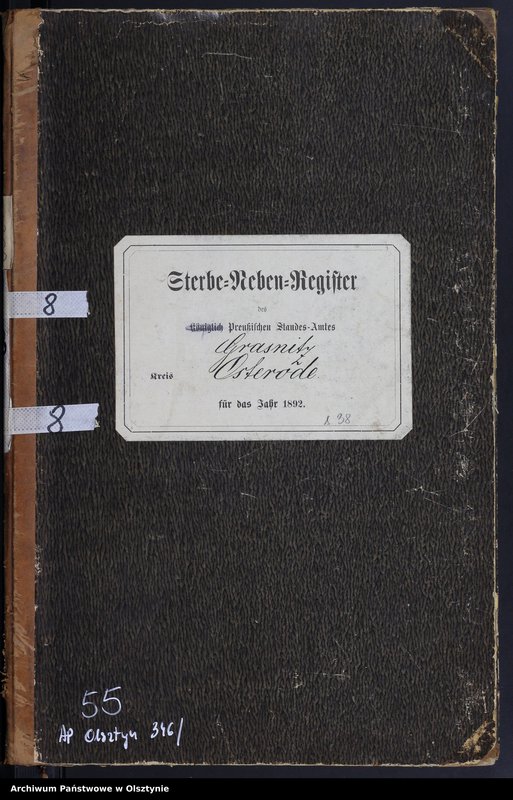 Sterbe=Neben=Register
des
Königlich Preußischen Standes-Amtes
Grasnitz
Kreis Osterode.
für das Jahr 1892.
38
8
8
55
AP Olsztyn 346/
Archiwum Państwowe w Olsztynie